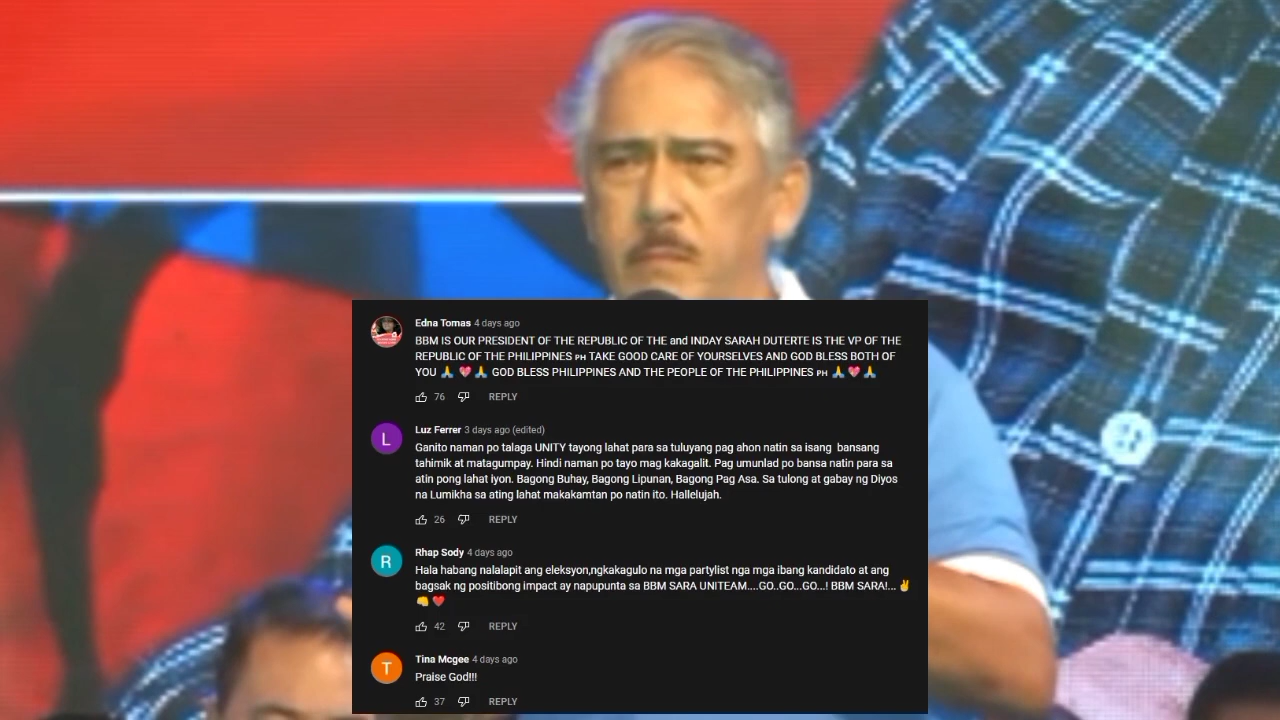 Edna Tomas 4 days ago
BBM IS OUR PRESIDENT OF THE REPUBLIC OF THE and INDAY SARAH DUTERTE IS THE VP OF THE
REPUBLIC OF THE PHILIPPINES PH TAKE GOOD CARE OF YOURSELVES AND GOD BLESS BOTH OF
YOU 🙏 💖 🙏 GOD BLESS PHILIPPINES AND THE PEOPLE OF THE PHILIPPINES PH 🙏 💖 🙏
76 REPLY
L
Luz Ferrer 3 days ago (edited)
Ganito naman po talaga UNITY tayong lahat para sa tuluyang pag ahon natin sa isang bansang
tahimik at matagumpay. Hindi naman po tayo mag kakagalit. Pag umunlad po bansa natin para sa
atin pong lahat iyon. Bagong Buhay, Bagong Lipunan, Bagong Pag Asa. Sa tulong at gabay ng Diyos
na Lumikha sa ating lahat makakamtan po natin ito. Hallelujah.
26 REPLY
R
Rhap Sody 4 days ago
Hala habang nalalapit ang eleksyon,ngkakagulo na mga partylist nga mga ibang kandidato at ang
bagsak ng positibong impact ay napupunta sa BBM SARA UNITEAM....GO..GO...GO...! BBM SARA!... ✌
👊 ❤
42 REPLY
T
Tina Mcgee 4 days ago
Praise God!!!
37 REPLY